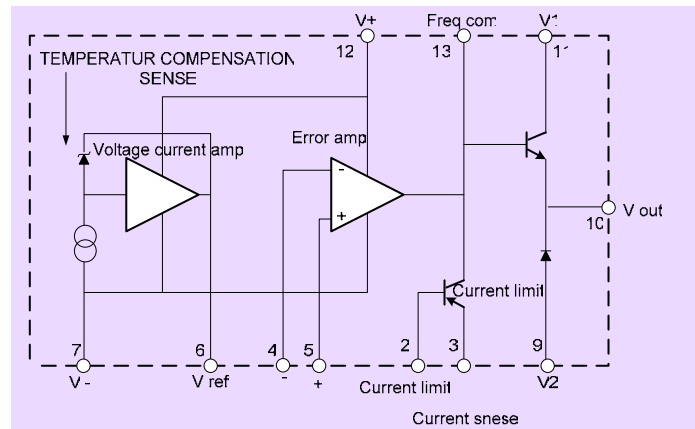 V+
Freq com
V1
12
13
11
TEMPERATUR COMPENSATION
SENSE
Voltage current amp
Error amp
-
+
10
V out
Current limit
7
6
4
5
2
3
9
V -
V ref
-
+
Current limit
V2
Current snese